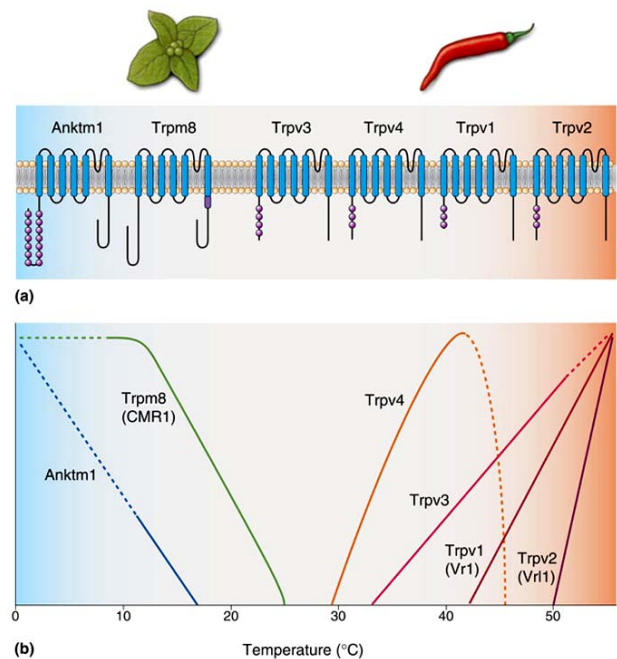 Anktm1 Trpm8 Trpv3 Trpv4 Trpv1 Trpv2
(a)
Trpm8
(CMR1)
Trpv4
Anktm1
Trpv3
Trpv1
(Vr1)
Trpv2
(Vrl1)
0 10 20 30 40 50
(b) Temperature (°C)